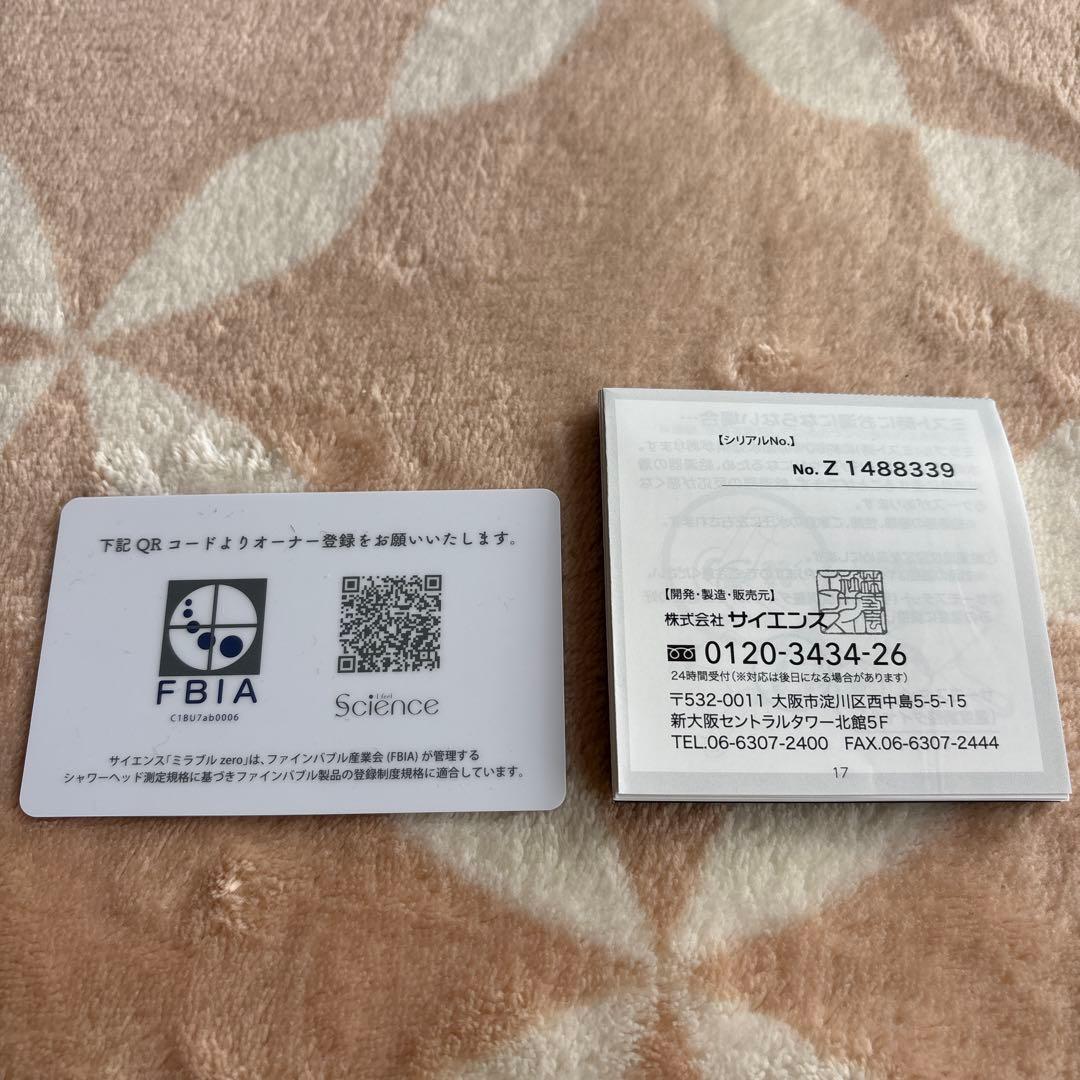 下記 QR コードよりオーナー登録をお願いいたします。
FBIA
C1BU7ab0006
I feel
Science
サイエンス「ミラブル zero」は、ファインバブル産業会 (FBIA) が管理する
シャワーヘッド測定規格に基づきファインバブル製品の登録制度規格に適合しています。
【シリアルNo.】
No. Z1488339
【開発・製造・販売元】
株式会社 サイエンス
0120-3434-26
24時間受付(※対応は後日になる場合があります)
〒532-0011 大阪市淀川区西中島5-5-15
新大阪セントラルタワー北館5F
TEL.06-6307-2400 FAX.06-6307-2444
17